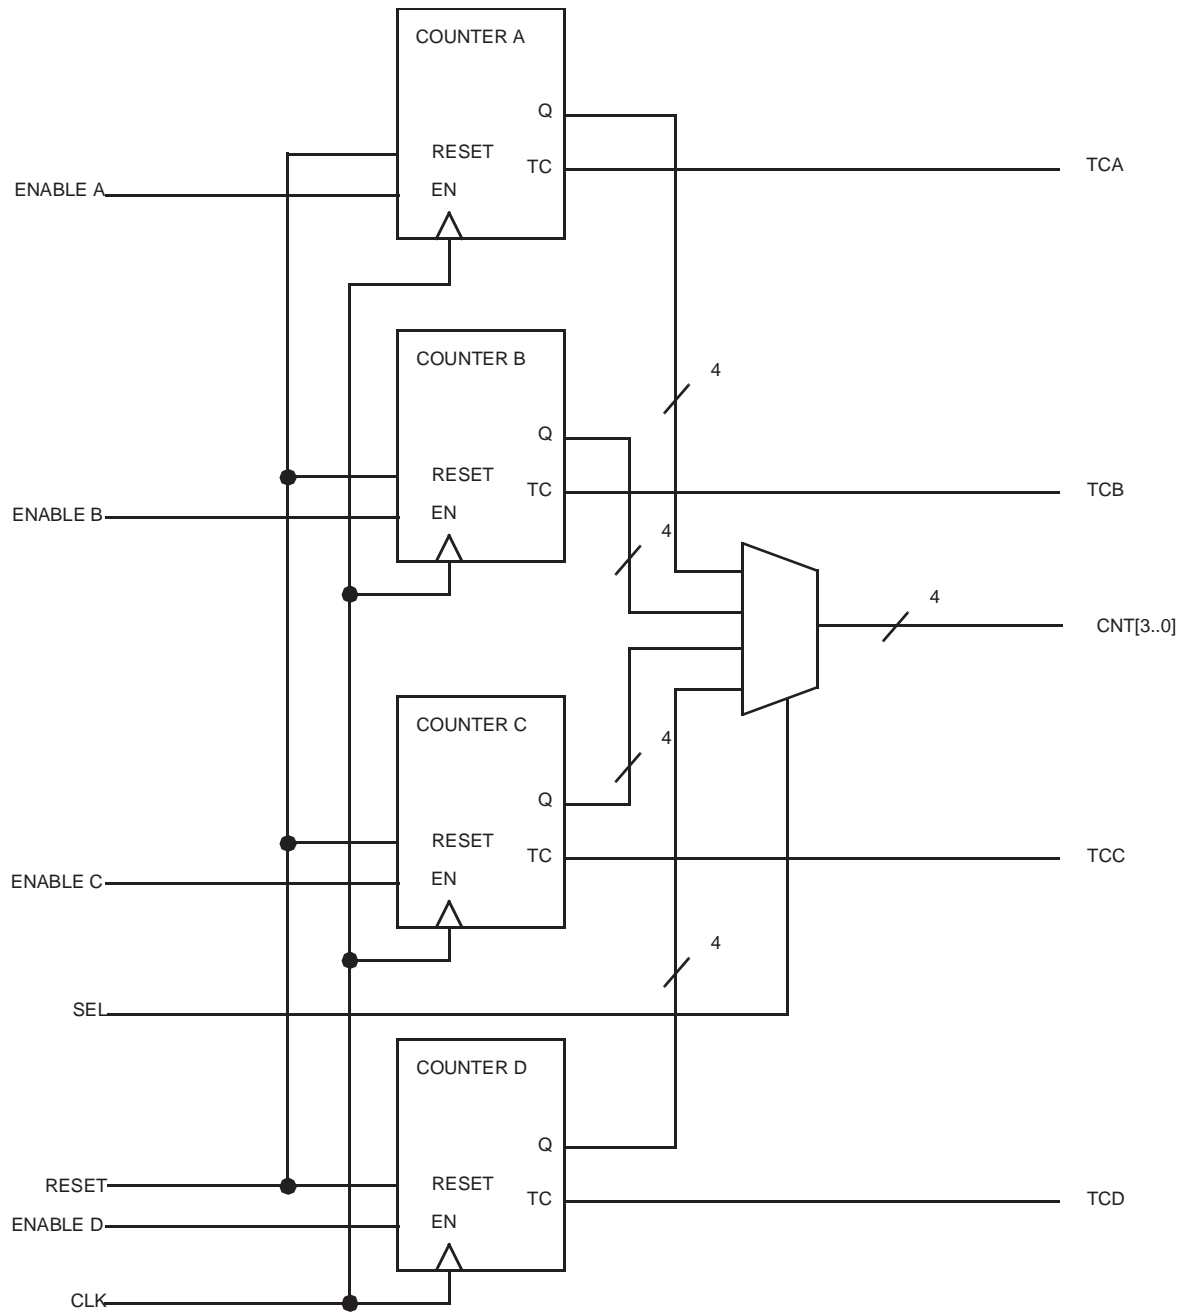 COUNTER A
Q
RESET
TC
TCA
ENABLE A
EN
COUNTER B
4
Q
RESET
TC
TCB
ENABLE B
EN
4
4
CNT[3..0]
COUNTER C
4
Q
RESET
TC
TCC
ENABLE C
EN
4
SEL
COUNTER D
Q
RESET
RESET
TC
TCD
ENABLE D
EN
CLK